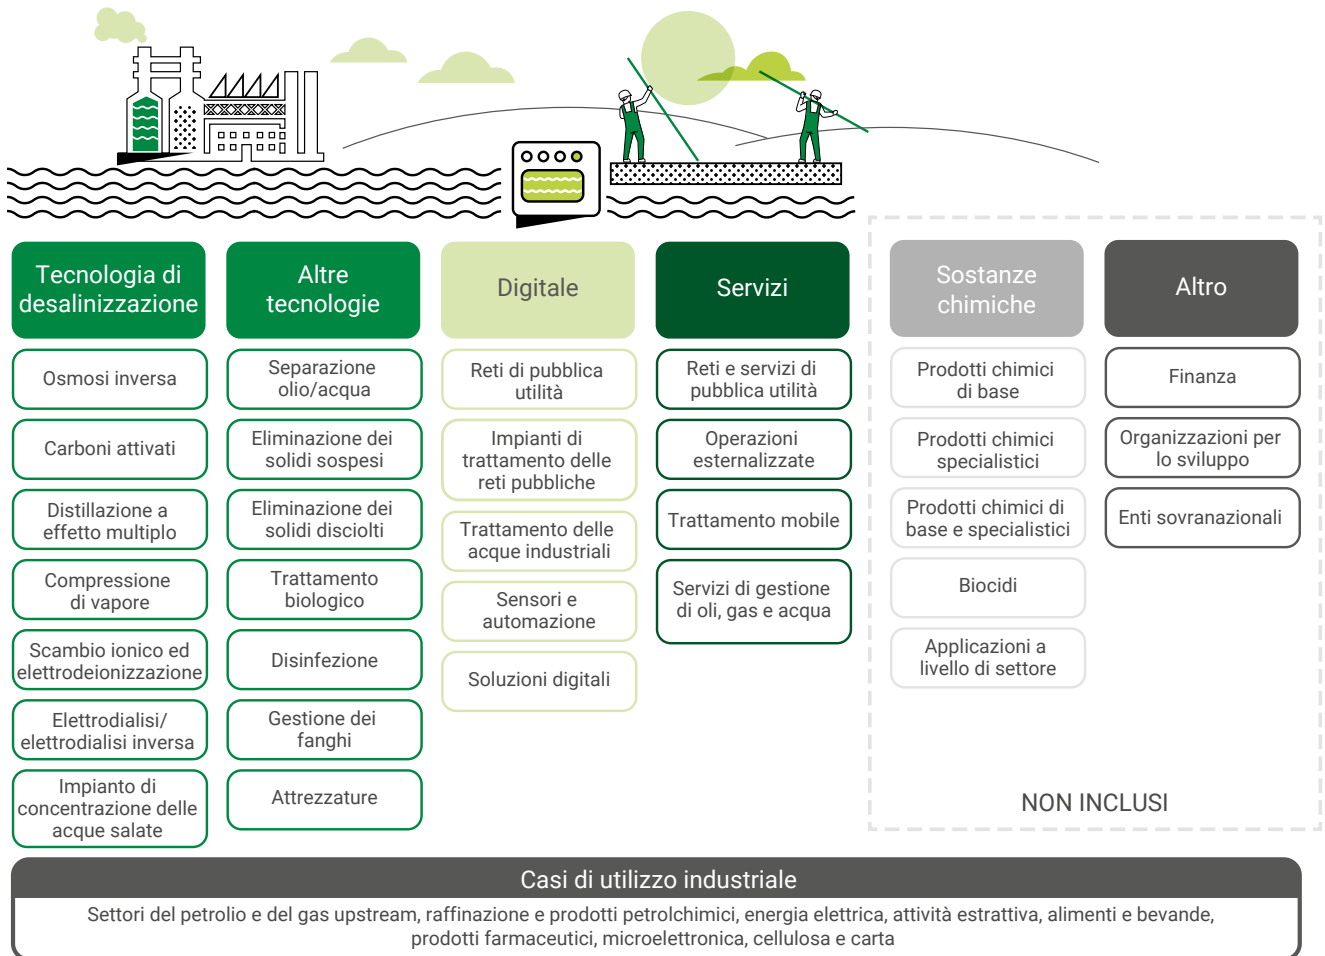 Tecnologia di
desalinizzazione
Osmosi inversa
Carboni attivati
Distillazione a
effetto multiplo
Compressione
di vapore
Scambio ionico ed
elettrodeionizzazione
Elettrodialisi/
elettrodialisi inversa
Impianto di
concentrazione delle
acque salate
Altre
tecnologie
Separazione
olio/acqua
Eliminazione dei
solidi sospesi
Eliminazione dei
solidi disciolti
Trattamento
biologico
Disinfezione
Gestione dei
fanghi
Attrezzature
Digitale
Reti di pubblica
utilità
Impianti di
trattamento delle
reti pubbliche
Trattamento delle
acque industriali
Sensori e
automazione
Soluzioni digitali
Servizi
Reti e servizi di
pubblica utilità
Operazioni
esternalizzate
Trattamento mobile
Servizi di gestione
di oli, gas e acqua
Sostanze
chimiche
Prodotti chimici
di base
Prodotti chimici
specialistici
Prodotti chimici di
base e specialistici
Biocidi
Applicazioni a
livello di settore
Altro
Finanza
Organizzazioni per
lo sviluppo
Enti sovranazionali
NON INCLUSI
Casi di utilizzo industriale
Settori del petrolio e del gas upstream, raffinazione e prodotti petrolchimici, energia elettrica, attività estrattiva, alimenti e bevande,
prodotti farmaceutici, microelettronica, cellulosa e carta